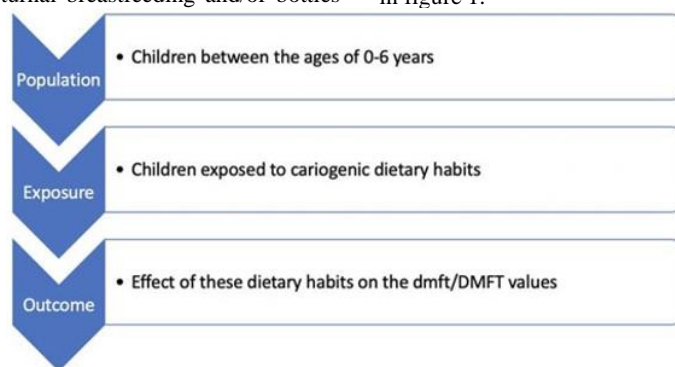 turnal breastfeeding and/or bottles in figure 1.
Population
• Children between the ages of 0-6 years
Exposure
• Children exposed to cariogenic dietary habits
Outcome
• Effect of these dietary habits on the dmft/DMFT values